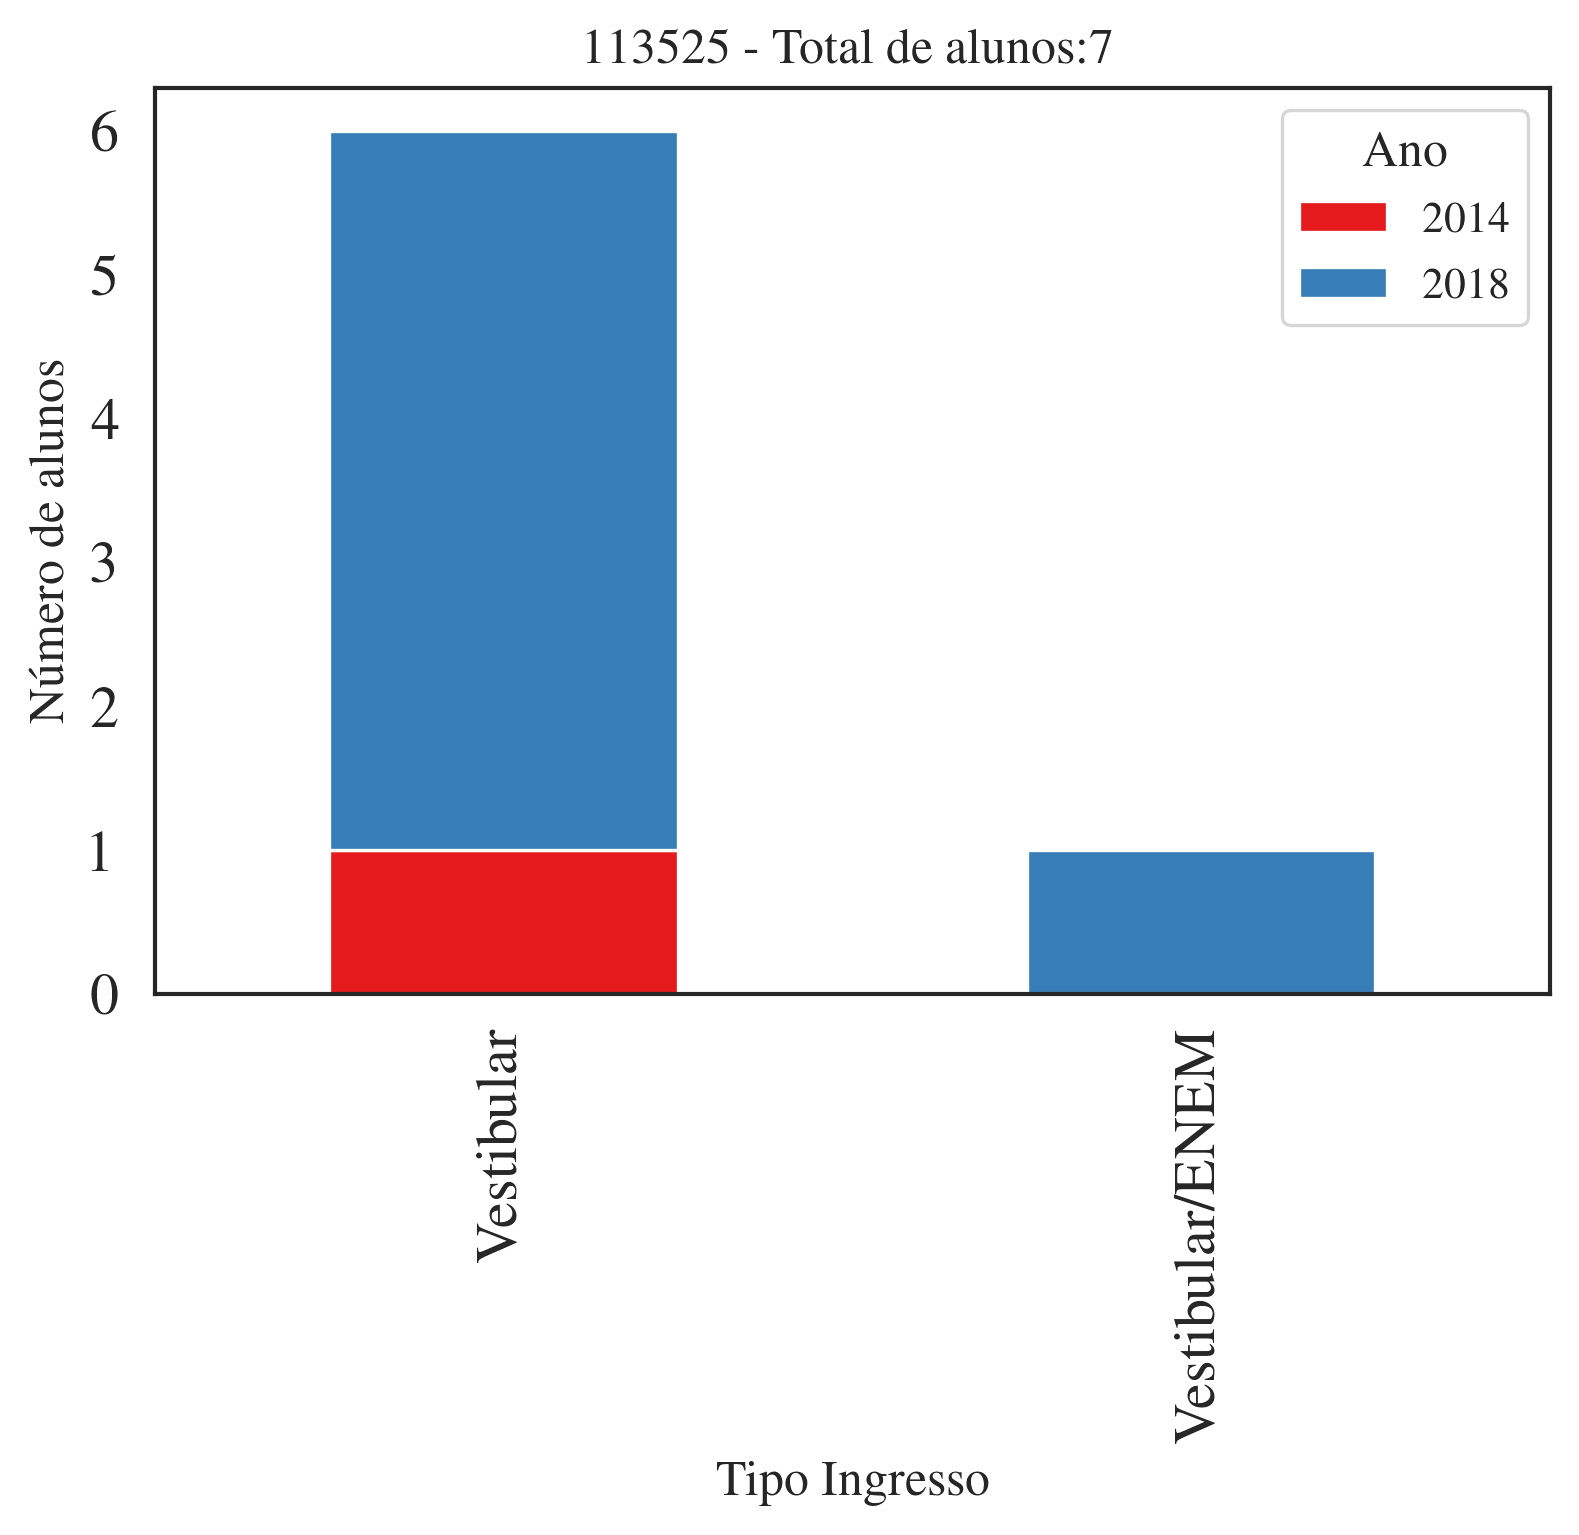 113525 - Total de alunos:7
Ano
2014
2018
Número de alunos
6
5
4
3
2
1
0
Vestibular
Vestibular/ENEM
Tipo Ingresso